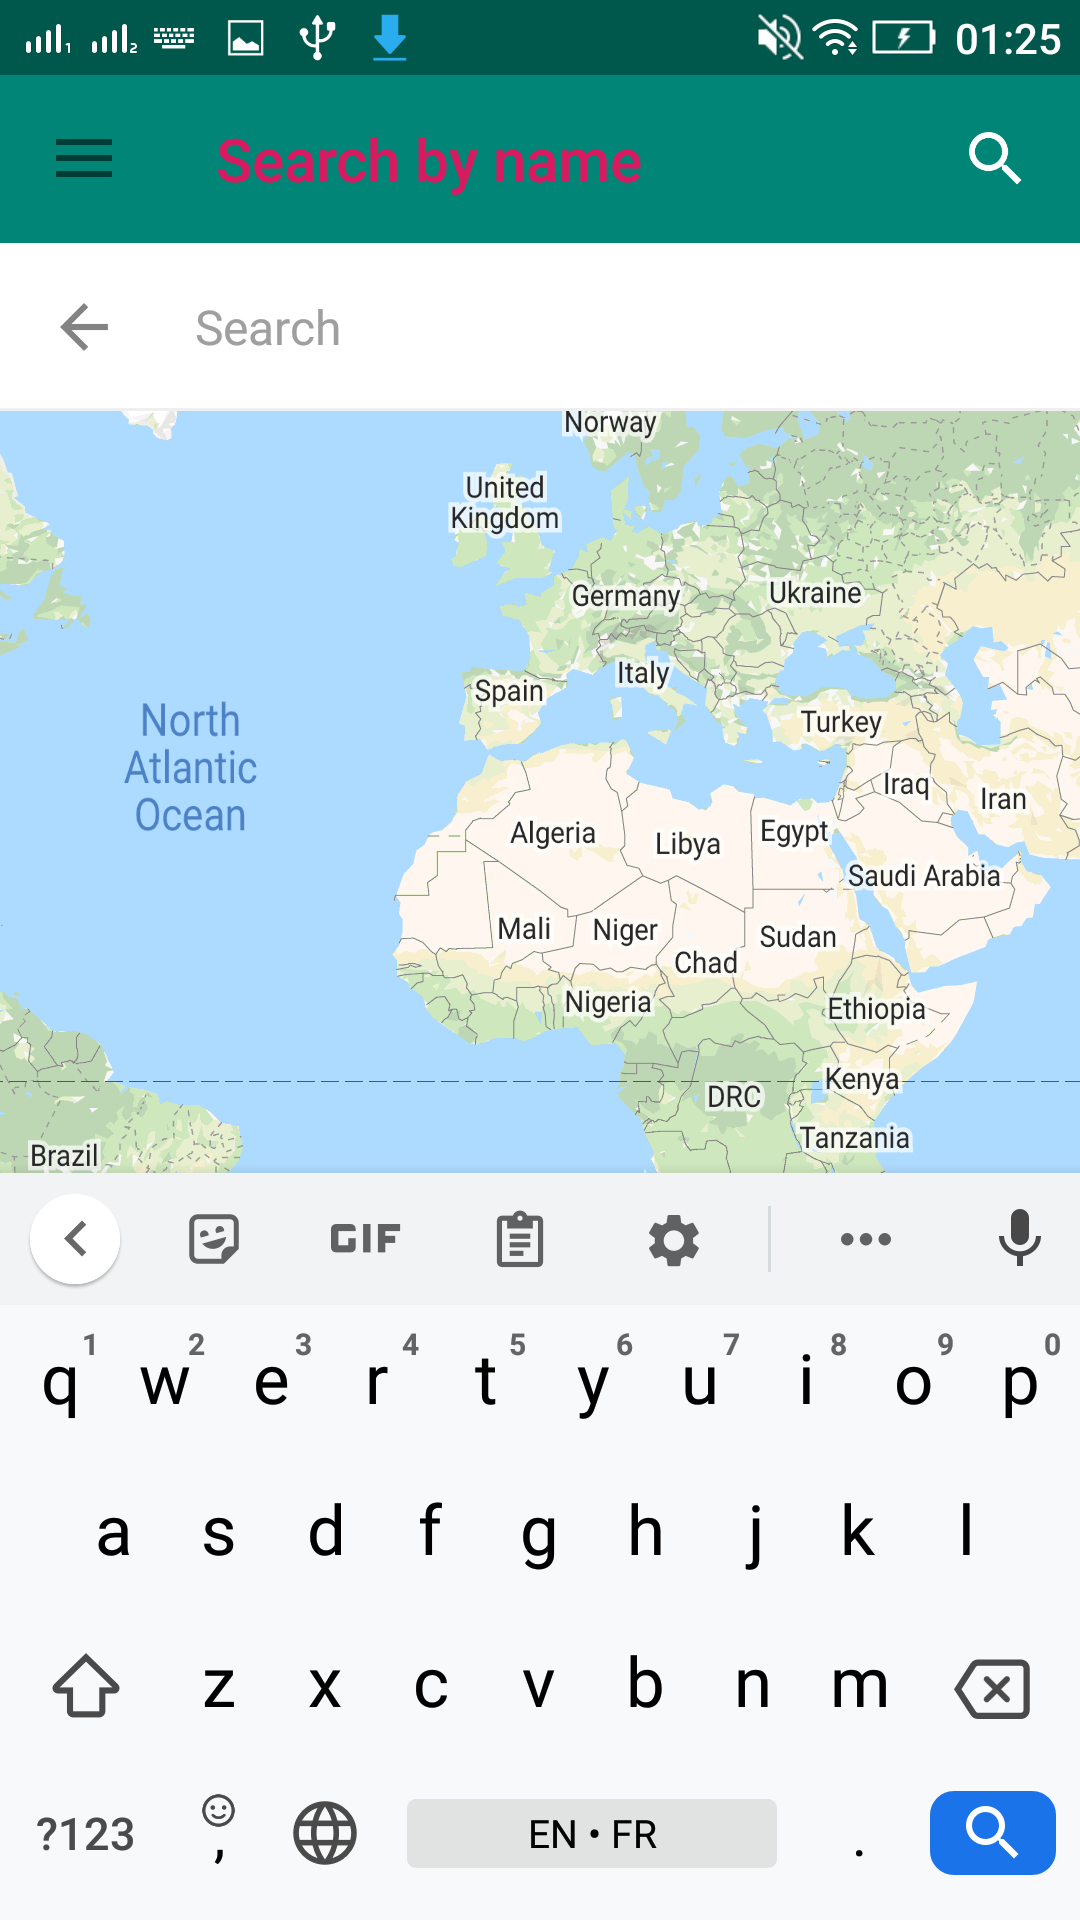 1 2 01:25
Search by name
Search
Norway
United
Kingdom
Germany
Ukraine
Italy
Spain
Turkey
North
Atlantic
Ocean
Iraq
Iran
Algeria
Libya
Egypt
Saudi Arabia
Mali
Niger
Sudan
Chad
Nigeria
Ethiopia
Kenya
DRC
Tanzania
Brazil
GIF
1 2 3 4 5 6 7 8 9 0
q w e r t y u i o p
a s d f g h j k l
z x c v b n m
?123 , EN • FR .